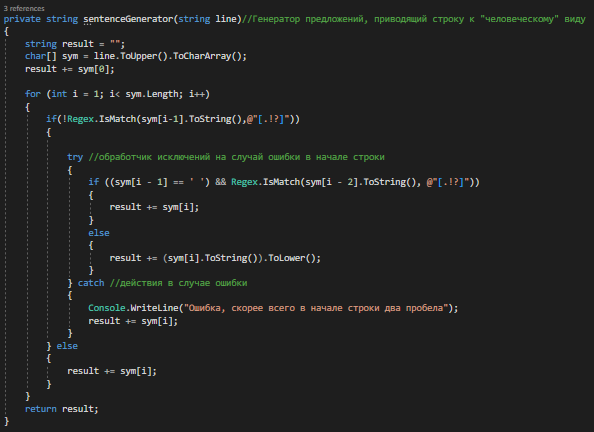 3 references
private string sentenceGenerator(string line)//Генератор предложений, приводящий строку к "человеческому" виду
{
    string result = "";
    char[] sym = line.ToUpper().ToCharArray();
    result += sym[0];

    for (int i = 1; i< sym.Length; i++)
    {
        if(!Regex.IsMatch(sym[i-1].ToString(),@"[.!?]"))
        {

            try //обработчик исключений на случай ошибки в начале строки
            {
                if ((sym[i - 1] == ' ') && Regex.IsMatch(sym[i - 2].ToString(), @"[.!?]"))
                {
                    result += sym[i];
                }
                else
                {
                    result += (sym[i].ToString()).ToLower();
                }
            } catch //действия в случае ошибки
            {
                Console.WriteLine("Ошибка, скорее всего в начале строки два пробела");
                result += sym[i];
            }
        } else
        {
            result += sym[i];
        }
    }
    return result;
}